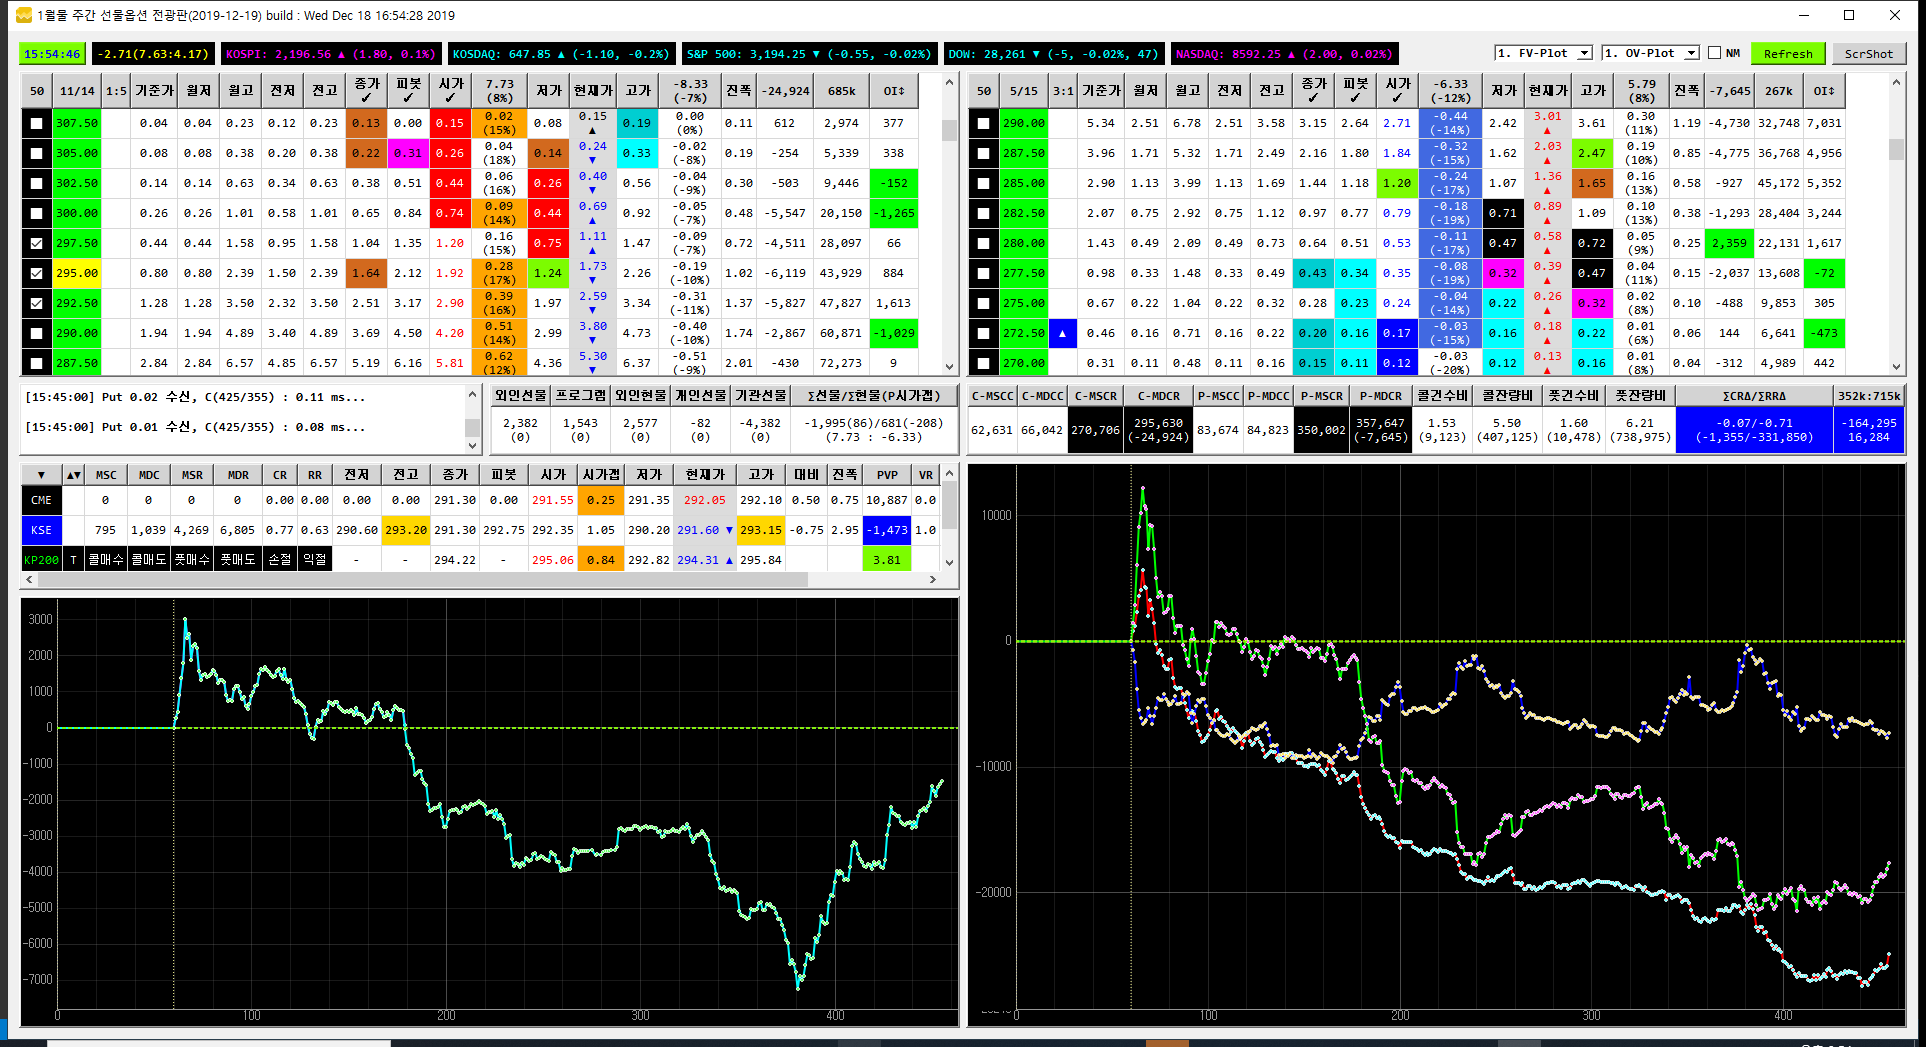 1월물 주간 선물옵션 전광판(2019-12-19) build : Wed Dec 18 16:54:28 2019
15:54:46 -2.71(7.63:4.17) KOSPI: 2,196.56 ▲ (1.80, 0.1%) KOSDAQ: 647.85 ▲ (-1.10, -0.2%) S&P 500: 3,194.25 ▼ (-0.55, -0.02%) DOW: 28,261 ▼ (-5, -0.02%, 47) NASDAQ: 8592.25 ▲ (2.00, 0.02%) 1. FV-Plot 1. OV-Plot NM Refresh ScrShot
50 11/14 1:5 기준가 월저 월고 전저 전고 종가 ✓ 피봇 ✓ 시가 ✓ 7.73 (8%) 저가 현재가 고가 -8.33 (-7%) 진폭 -24,924 685k OI↕
307.50 0.04 0.04 0.23 0.12 0.23 0.13 0.00 0.15 0.02 (15%) 0.08 0.15 ▲ 0.19 0.00 (0%) 0.11 612 2,974 377
305.00 0.08 0.08 0.38 0.20 0.38 0.22 0.31 0.26 0.04 (18%) 0.14 0.24 ▼ 0.33 -0.02 (-8%) 0.19 -254 5,339 338
302.50 0.14 0.14 0.63 0.34 0.63 0.38 0.51 0.44 0.06 (16%) 0.26 0.40 ▼ 0.56 -0.04 (-9%) 0.30 -503 9,446 -152
300.00 0.26 0.26 1.01 0.58 1.01 0.65 0.84 0.74 0.09 (14%) 0.44 0.69 ▲ 0.92 -0.05 (-7%) 0.48 -5,547 20,150 -1,265
297.50 0.44 0.44 1.58 0.95 1.58 1.04 1.35 1.20 0.16 (15%) 0.75 1.11 ▲ 1.47 -0.09 (-7%) 0.72 -4,511 28,097 66
295.00 0.80 0.80 2.39 1.50 2.39 1.64 2.12 1.92 0.28 (17%) 1.24 1.73 ▼ 2.26 -0.19 (-10%) 1.02 -6,119 43,929 884
292.50 1.28 1.28 3.50 2.32 3.50 2.51 3.17 2.90 0.39 (16%) 1.97 2.59 ▼ 3.34 -0.31 (-11%) 1.37 -5,827 47,827 1,613
290.00 1.94 1.94 4.89 3.40 4.89 3.69 4.50 4.20 0.51 (14%) 2.99 3.80 ▼ 4.73 -0.40 (-10%) 1.74 -2,867 60,871 -1,029
287.50 2.84 2.84 6.57 4.85 6.57 5.19 6.16 5.81 0.62 (12%) 4.36 5.30 ▼ 6.37 -0.51 (-9%) 2.01 -430 72,273 9
50 5/15 3:1 기준가 월저 월고 전저 전고 종가 ✓ 피봇 ✓ 시가 ✓ -6.33 (-12%) 저가 현재가 고가 5.79 (8%) 진폭 -7,645 267k OI↕
290.00 5.34 2.51 6.78 2.51 3.58 3.15 2.64 2.71 -0.44 (-14%) 2.42 3.01 ▲ 3.61 0.30 (11%) 1.19 -4,730 32,748 7,031
287.50 3.96 1.71 5.32 1.71 2.49 2.16 1.80 1.84 -0.32 (-15%) 1.62 2.03 ▲ 2.47 0.19 (10%) 0.85 -4,775 36,768 4,956
285.00 2.90 1.13 3.99 1.13 1.69 1.44 1.18 1.20 -0.24 (-17%) 1.07 1.36 ▲ 1.65 0.16 (13%) 0.58 -927 45,172 5,352
282.50 2.07 0.75 2.92 0.75 1.12 0.97 0.77 0.79 -0.18 (-19%) 0.71 0.89 ▲ 1.09 0.10 (13%) 0.38 -1,293 28,404 3,244
280.00 1.43 0.49 2.09 0.49 0.73 0.64 0.51 0.53 -0.11 (-17%) 0.47 0.58 ▲ 0.72 0.05 (9%) 0.25 2,359 22,131 1,617
277.50 0.98 0.33 1.48 0.33 0.49 0.43 0.34 0.35 -0.08 (-19%) 0.32 0.39 ▲ 0.47 0.04 (11%) 0.15 -2,037 13,608 -72
275.00 0.67 0.22 1.04 0.22 0.32 0.28 0.23 0.24 -0.04 (-14%) 0.22 0.26 ▲ 0.32 0.02 (8%) 0.10 -488 9,853 305
272.50 ▲ 0.46 0.16 0.71 0.16 0.22 0.20 0.16 0.17 -0.03 (-15%) 0.16 0.18 ▲ 0.22 0.01 (6%) 0.06 144 6,641 -473
270.00 0.31 0.11 0.48 0.11 0.16 0.15 0.11 0.12 -0.03 (-20%) 0.12 0.13 ▲ 0.16 0.01 (8%) 0.04 -312 4,989 442
[15:45:00] Put 0.02 수신, C(425/355) : 0.11 ms...
[15:45:00] Put 0.01 수신, C(425/355) : 0.08 ms...
외인선물 프로그램 외인현물 개인선물 기관선물 Σ선물/Σ현물(P시가갭)
2,382 1,543 2,577 -82 -4,382 -1,995(86)/681(-208)
(0) (0) (0) (0) (0) (7.73 : -6.33)
C-MSCC C-MDCC C-MSCR C-MDCR P-MSCC P-MDCC P-MSCR P-MDCR 콜건수비 콜잔량비 풋건수비 풋잔량비 ΣCRΔ/ΣRRΔ 352k:715k
62,631 66,042 270,706 295,630 (-24,924) 83,674 84,823 350,002 357,647 (-7,645) 1.53 (9,123) 5.50 (407,125) 1.60 (10,478) 6.21 (738,975) -0.07/-0.71 (-1,355/-331,850) -164,295 16,284
▼ ▲▼ MSC MDC MSR MDR CR RR 전저 전고 종가 피봇 시가 시가갭 저가 현재가 고가 대비 진폭 PVP VR
CME 0 0 0 0 0.00 0.00 0.00 0.00 291.30 0.00 291.55 0.25 291.35 292.05 292.10 0.50 0.75 10,887 0.0
KSE 795 1,039 4,269 6,805 0.77 0.63 290.60 293.20 291.30 292.75 292.35 1.05 290.20 291.60 ▼ 293.15 -0.75 2.95 -1,473 1.0
KP200 T 콜매수 콜매도 풋매수 풋매도 손절 익절 - - 294.22 - 295.06 0.84 292.82 294.31 ▲ 295.84 3.81
3000
2000
1000
0
-1000
-2000
-3000
-4000
-5000
-6000
-7000
0 100 200 300 400
10000
0
-10000
-20000
0 100 200 300 400